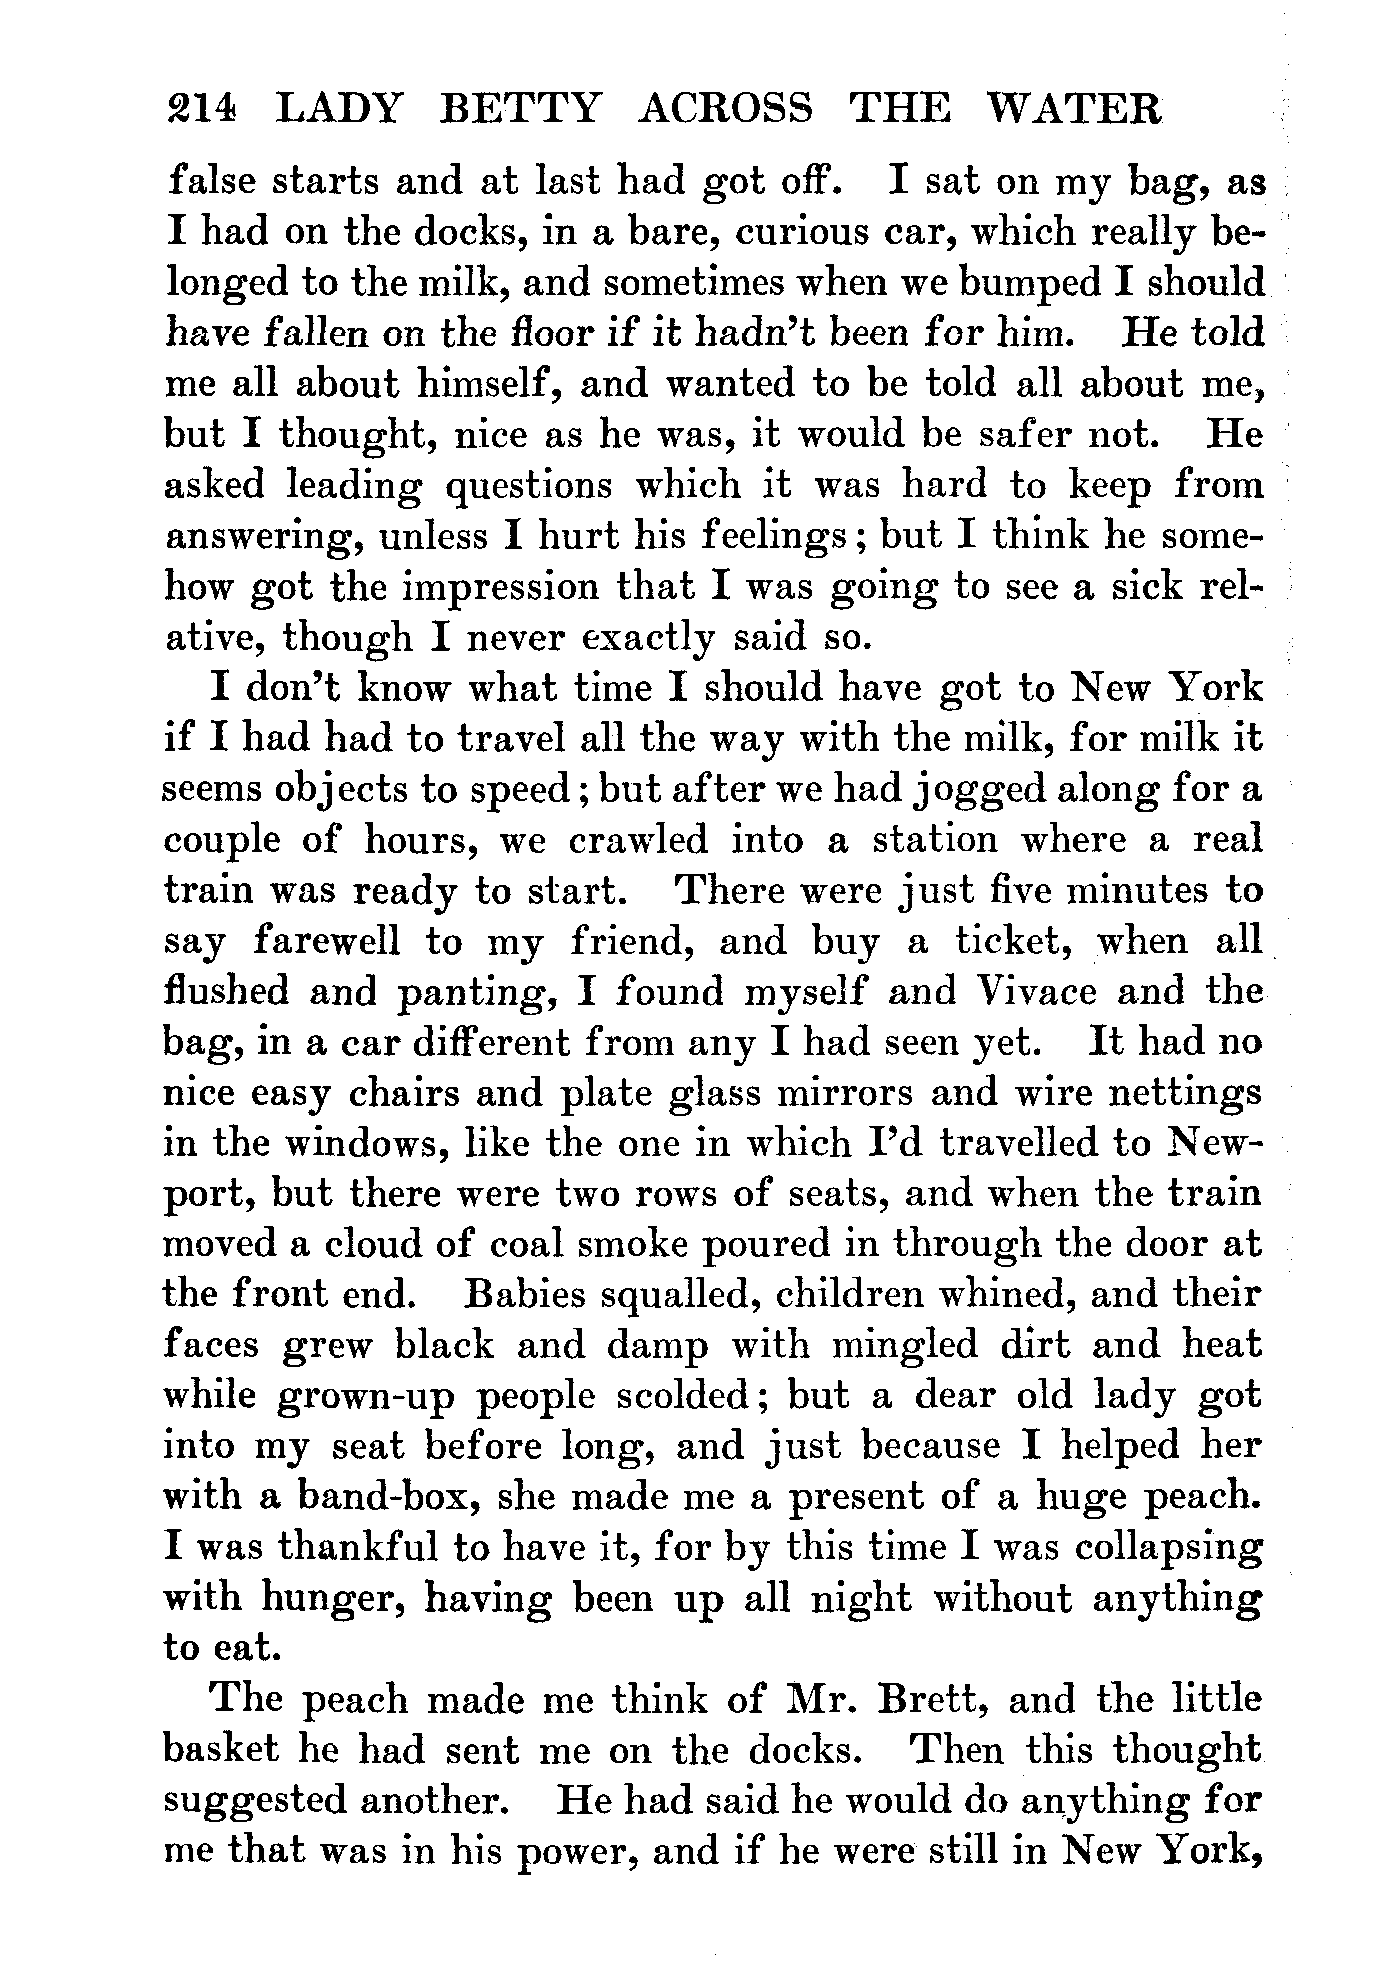 214 LADY BETTY ACROSS THE WATER
false starts and at last had got off. I sat on my bag, as
I had on the docks, in a bare, curious car, which really be-
longed to the milk, and sometimes when we bumped I should
have fallen on the floor if it hadn't been for him. He told
me all about himself, and wanted to be told all about me,
but I thought, nice as he was, it would be safer not. He
asked leading questions which it was hard to keep from
answering, unless I hurt his feelings; but I think he some-
how got the impression that I was going to see a sick rel-
ative, though I never exactly said so.
I don't know what time I should have got to New York
if I had had to travel all the way with the milk, for milk it
seems objects to speed; but after we had jogged along for a
couple of hours, we crawled into a station where a real
train was ready to start. There were just five minutes to
say farewell to my friend, and buy a ticket, when all
flushed and panting, I found myself and Vivace and the
bag, in a car different from any I had seen yet. It had no
nice easy chairs and plate glass mirrors and wire nettings
in the windows, like the one in which I'd travelled to New-
port, but there were two rows of seats, and when the train
moved a cloud of coal smoke poured in through the door at
the front end. Babies squalled, children whined, and their
faces grew black and damp with mingled dirt and heat
while grown-up people scolded; but a dear old lady got
into my seat before long, and just because I helped her
with a band-box, she made me a present of a huge peach.
I was thankful to have it, for by this time I was collapsing
with hunger, having been up all night without anything
to eat.
The peach made me think of Mr. Brett, and the little
basket he had sent me on the docks. Then this thought
suggested another. He had said he would do anything for
me that was in his power, and if he were still in New York,